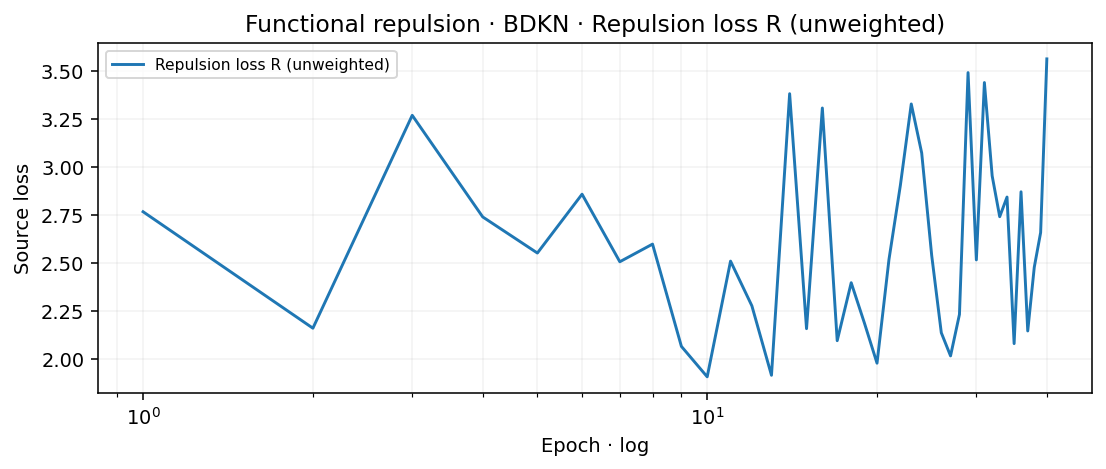 Functional repulsion · BDKN · Repulsion loss R (unweighted)
Repulsion loss R (unweighted)
Source loss
3.50
3.25
3.00
2.75
2.50
2.25
2.00
10⁰ 10¹
Epoch · log